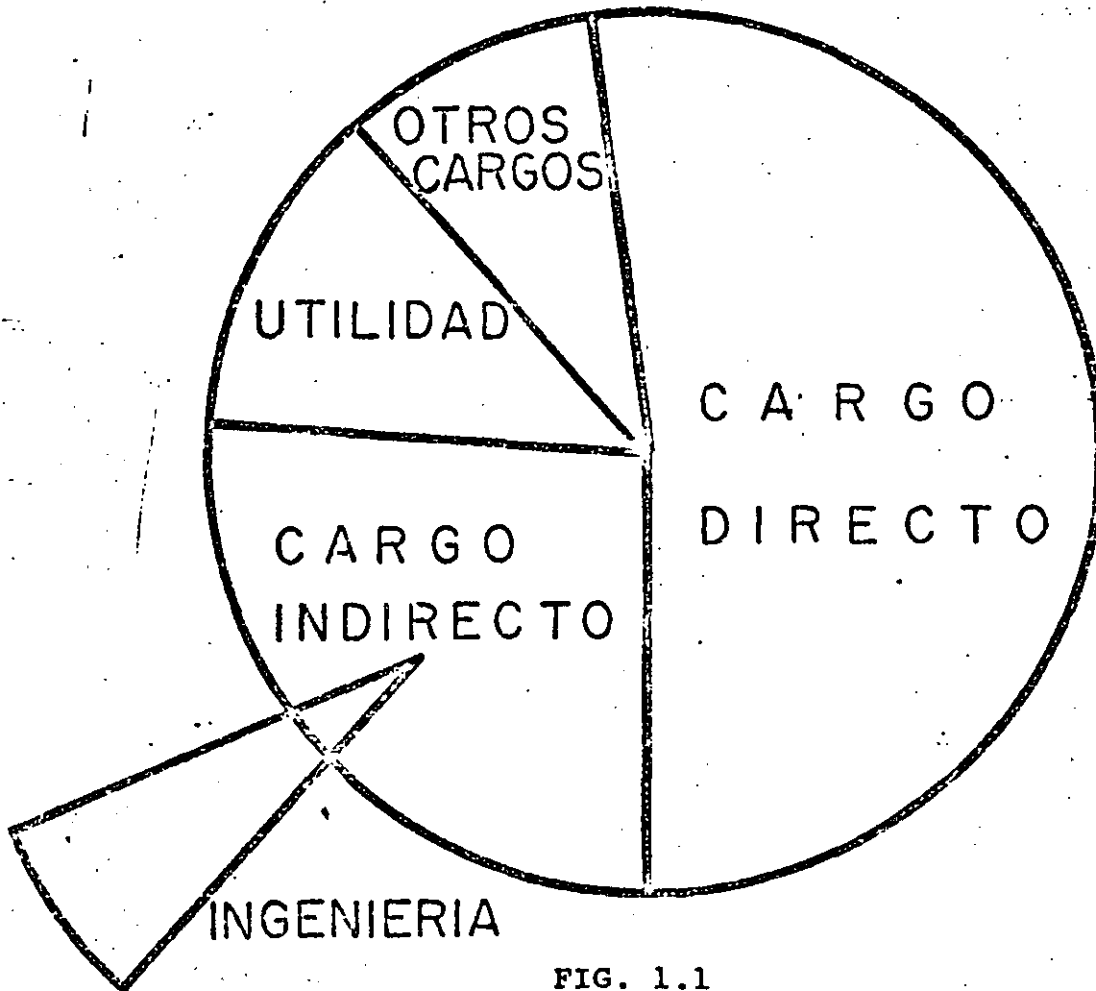 OTROS
CARGOS
UTILIDAD
CARGO
DIRECTO
CARGO
INDIRECTO
INGENIERIA
FIG. 1.1